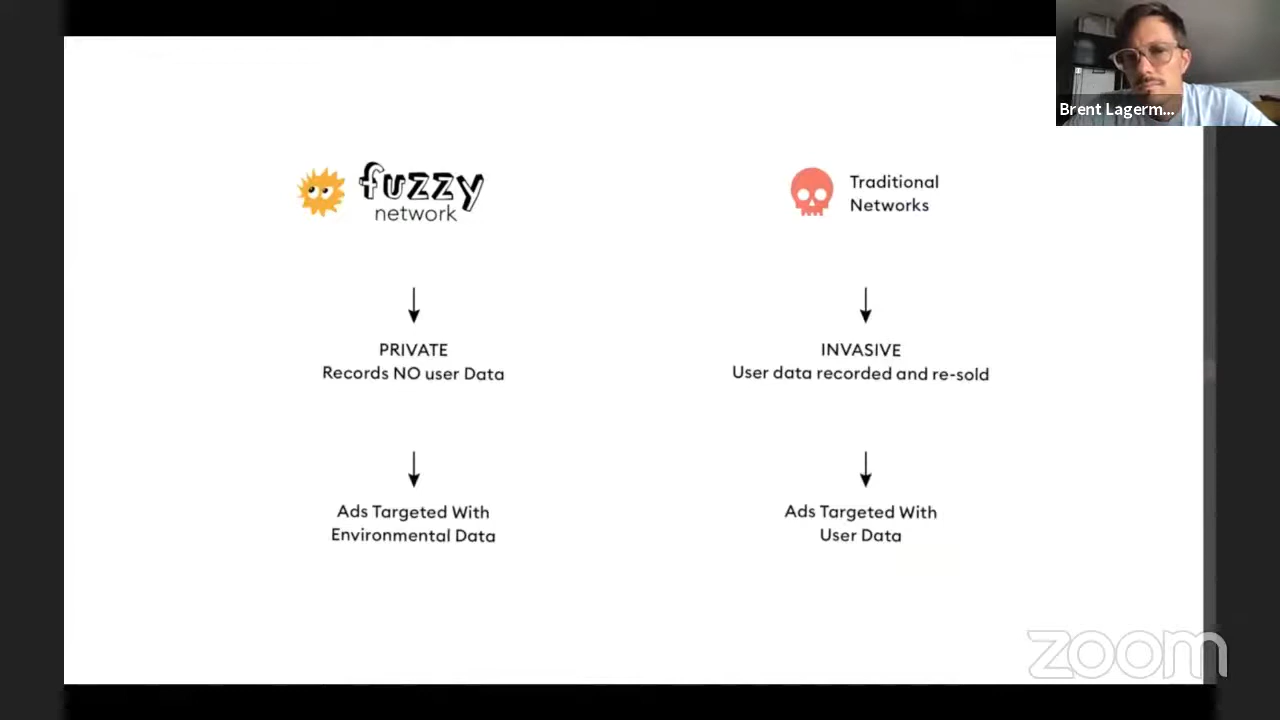 Brent Lagerm...
fuzzy
network
Traditional
Networks
PRIVATE
Records NO user Data
INVASIVE
User data recorded and re-sold
Ads Targeted With
Environmental Data
Ads Targeted With
User Data
zoom